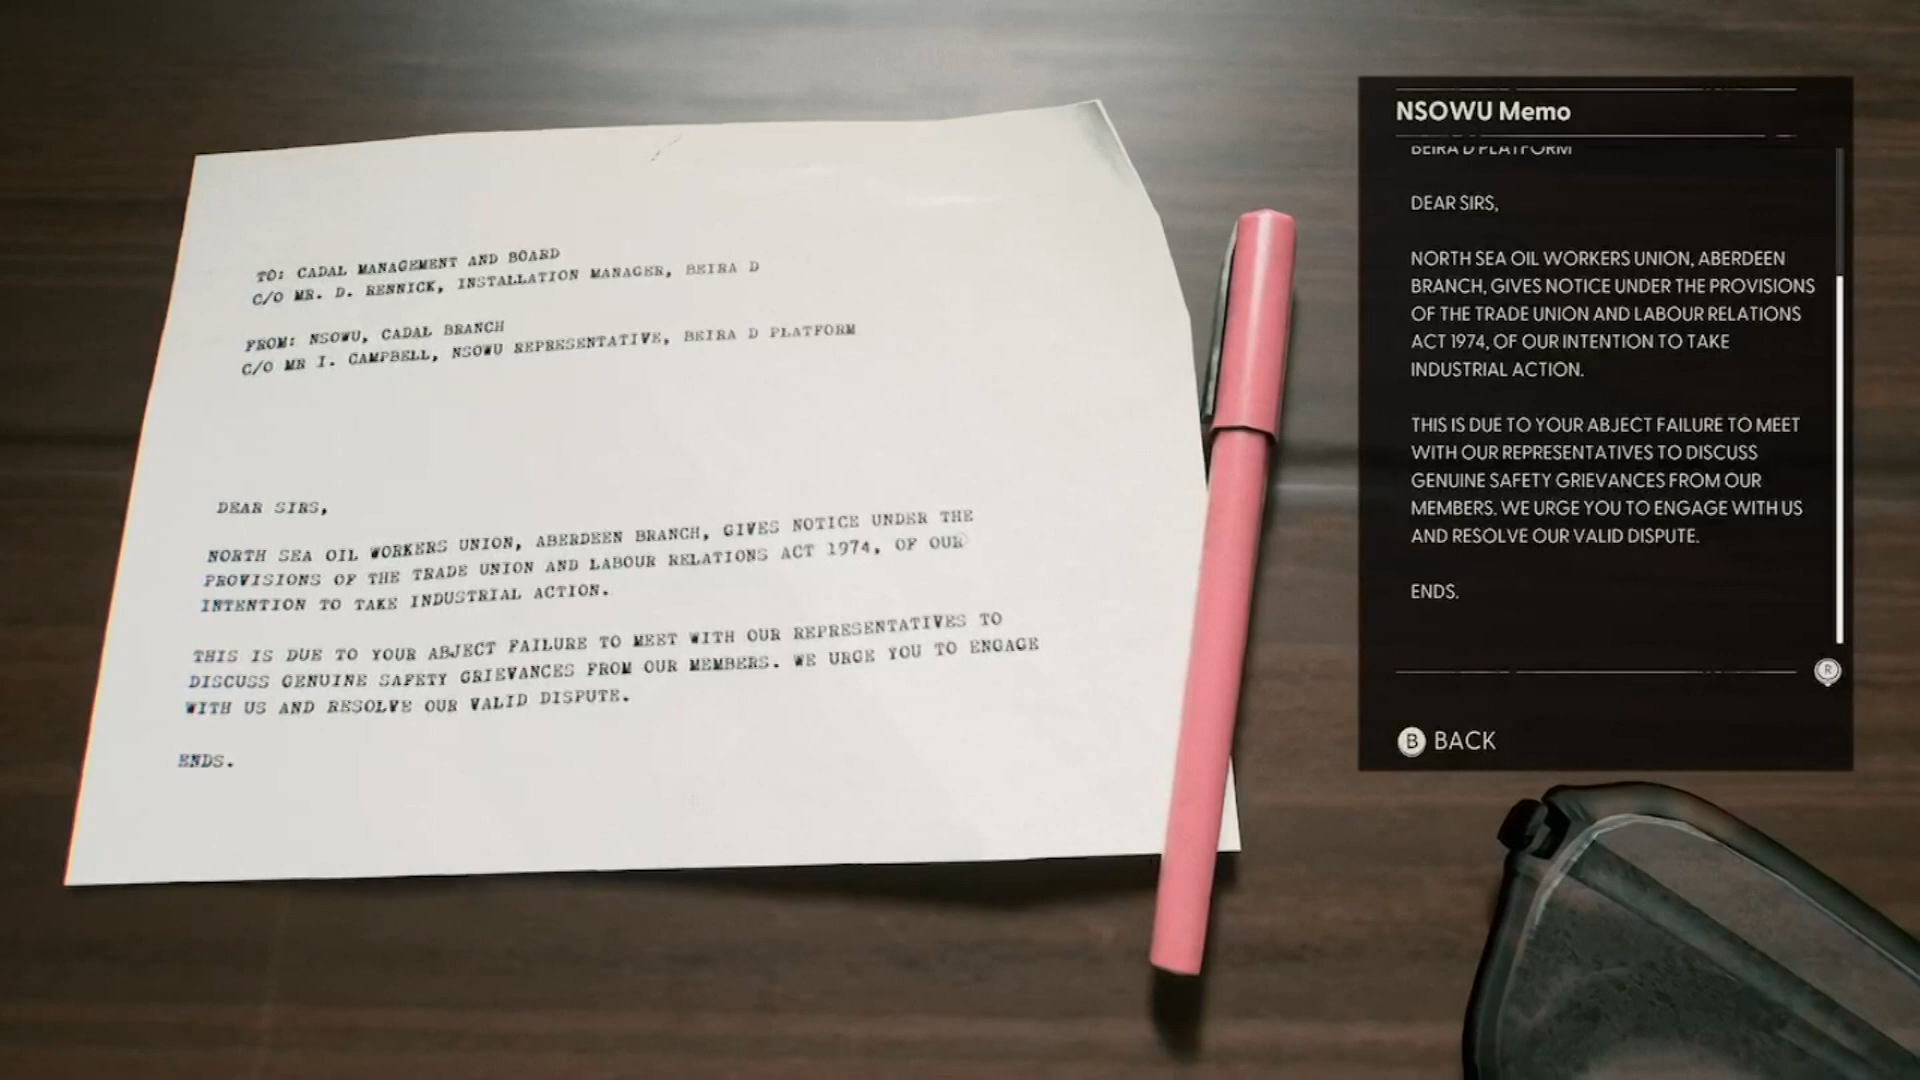 TO: CADAL MANAGEMENT AND BOARD
C/O MR. D. RENNICK, INSTALLATION MANAGER, BEIRA D
FROM: NSOWU, CADAL BRANCH
C/O MR I. CAMPBELL, NSOWU REPRESENTATIVE, BEIRA D PLATFORM
DEAR SIRS,
NORTH SEA OIL WORKERS UNION, ABERDEEN BRANCH, GIVES NOTICE UNDER THE
PROVISIONS OF THE TRADE UNION AND LABOUR RELATIONS ACT 1974, OF OUR
INTENTION TO TAKE INDUSTRIAL ACTION.
THIS IS DUE TO YOUR ABJECT FAILURE TO MEET WITH OUR REPRESENTATIVES TO
DISCUSS GENUINE SAFETY GRIEVANCES FROM OUR MEMBERS. WE URGE YOU TO ENGAGE
WITH US AND RESOLVE OUR VALID DISPUTE.
ENDS.
NSOWU Memo
BEIRA D PLATFORM
DEAR SIRS,
NORTH SEA OIL WORKERS UNION, ABERDEEN
BRANCH, GIVES NOTICE UNDER THE PROVISIONS
OF THE TRADE UNION AND LABOUR RELATIONS
ACT 1974, OF OUR INTENTION TO TAKE
INDUSTRIAL ACTION.
THIS IS DUE TO YOUR ABJECT FAILURE TO MEET
WITH OUR REPRESENTATIVES TO DISCUSS
GENUINE SAFETY GRIEVANCES FROM OUR
MEMBERS. WE URGE YOU TO ENGAGE WITH US
AND RESOLVE OUR VALID DISPUTE.
ENDS.
R
B BACK